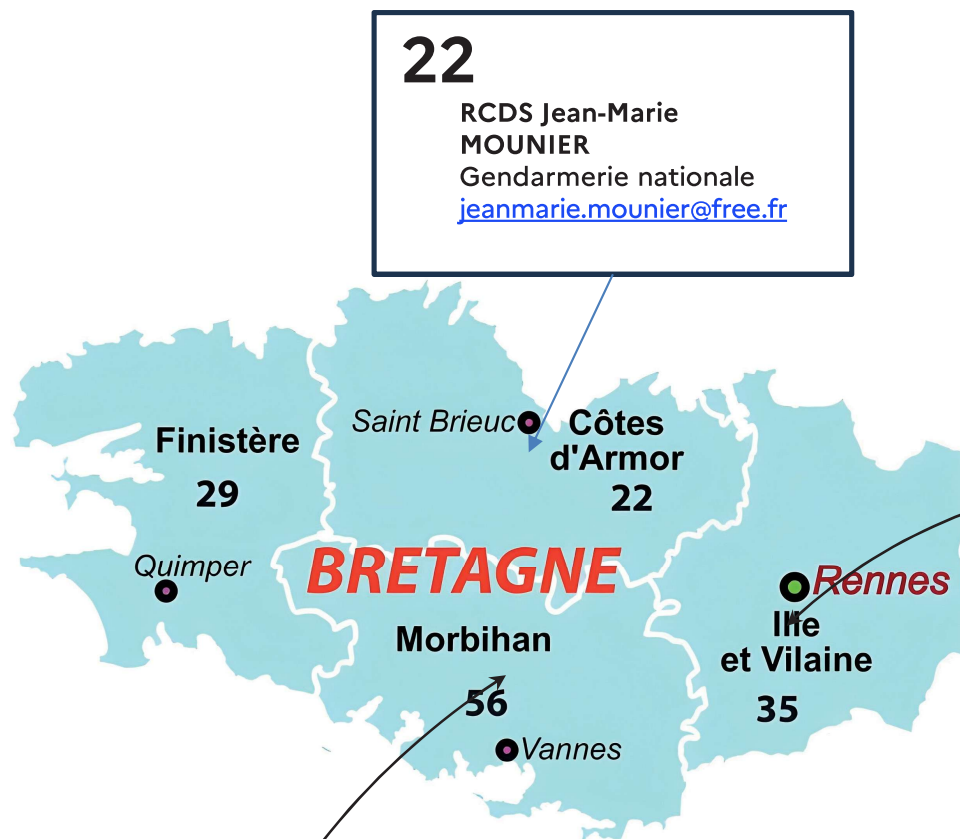 22
RCDS Jean-Marie
MOUNIER
Gendarmerie nationale
jeanmarie.mounier@free.fr
Saint Brieuc
Côtes
d'Armor
22
Finistère
29
Quimper
BRETAGNE
Rennes
Ille
et Vilaine
35
Morbihan
56
Vannes